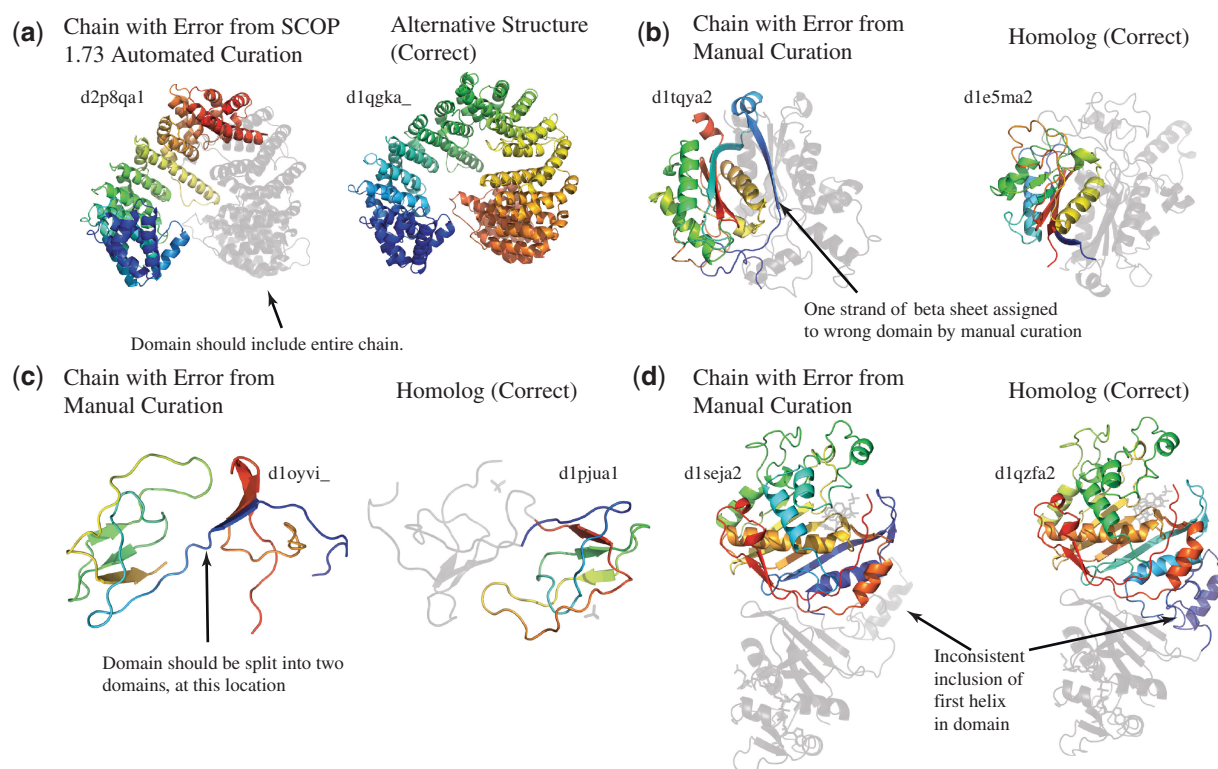 (a) Chain with Error from SCOP
1.73 Automated Curation
Alternative Structure
(Correct)
d2p8qa1
d1qgka_
Domain should include entire chain.
(b) Chain with Error from
Manual Curation
Homolog (Correct)
d1tqya2
d1e5ma2
One strand of beta sheet assigned
to wrong domain by manual curation
(c) Chain with Error from
Manual Curation
Homolog (Correct)
d1oyvi_
d1pjua1
Domain should be split into two
domains, at this location
(d) Chain with Error from
Manual Curation
Homolog (Correct)
d1seja2
d1qzfa2
Inconsistent
inclusion of
first helix
in domain